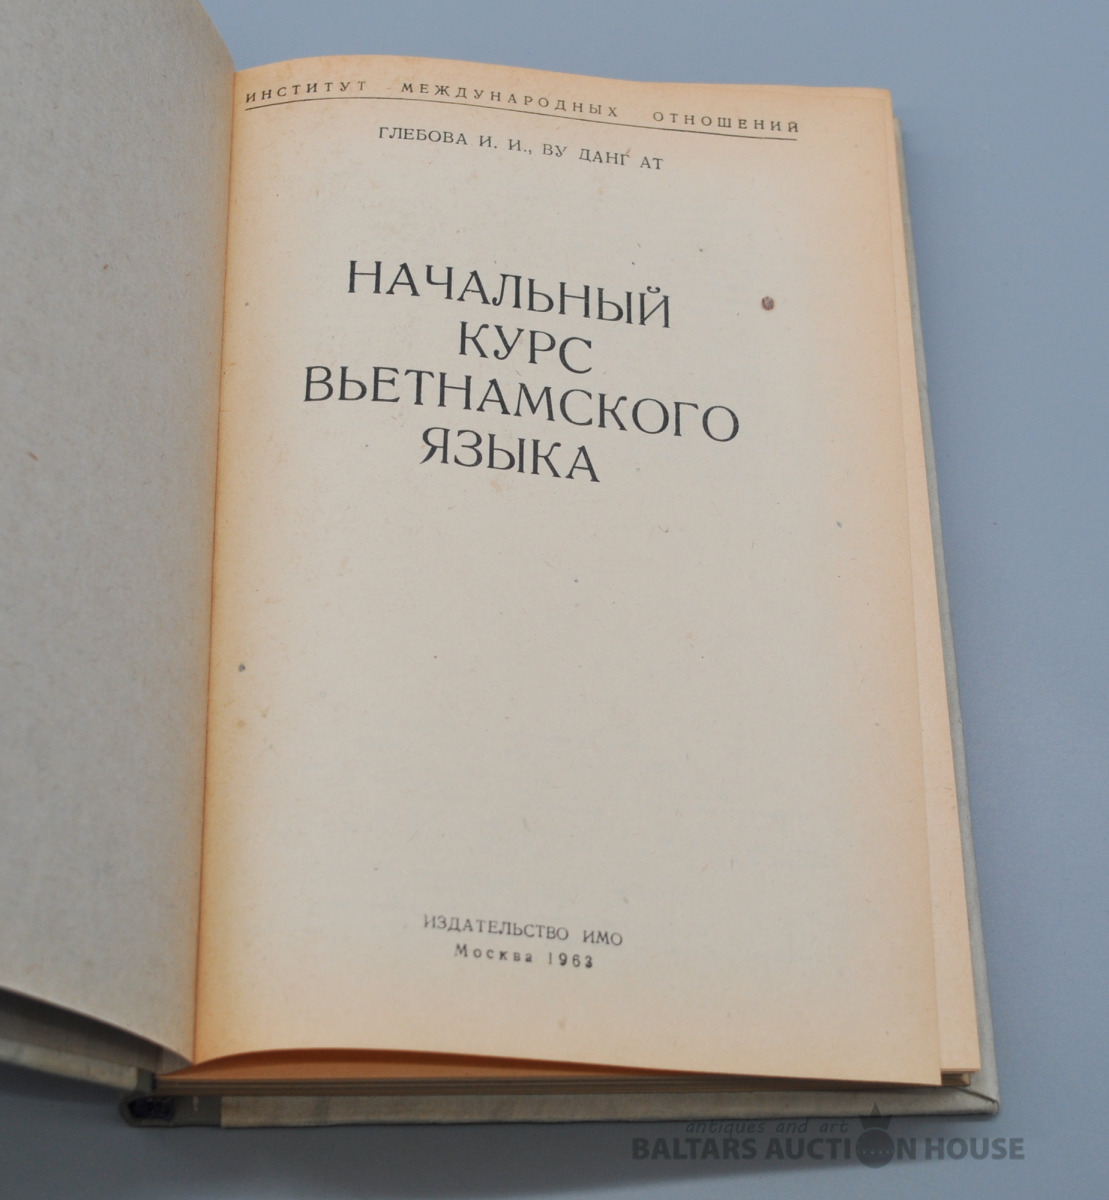 ИНСТИТУТ МЕЖДУНАРОДНЫХ ОТНОШЕНИЙ
ГЛЕБОВА И. И., ВУ ДАНГ АТ
НАЧАЛЬНЫЙ
КУРС
ВЬЕТНАМСКОГО
ЯЗЫКА
ИЗДАТЕЛЬСТВО ИМО
Москва 1963
antiques and art
BALTARS AUCTION HOUSE